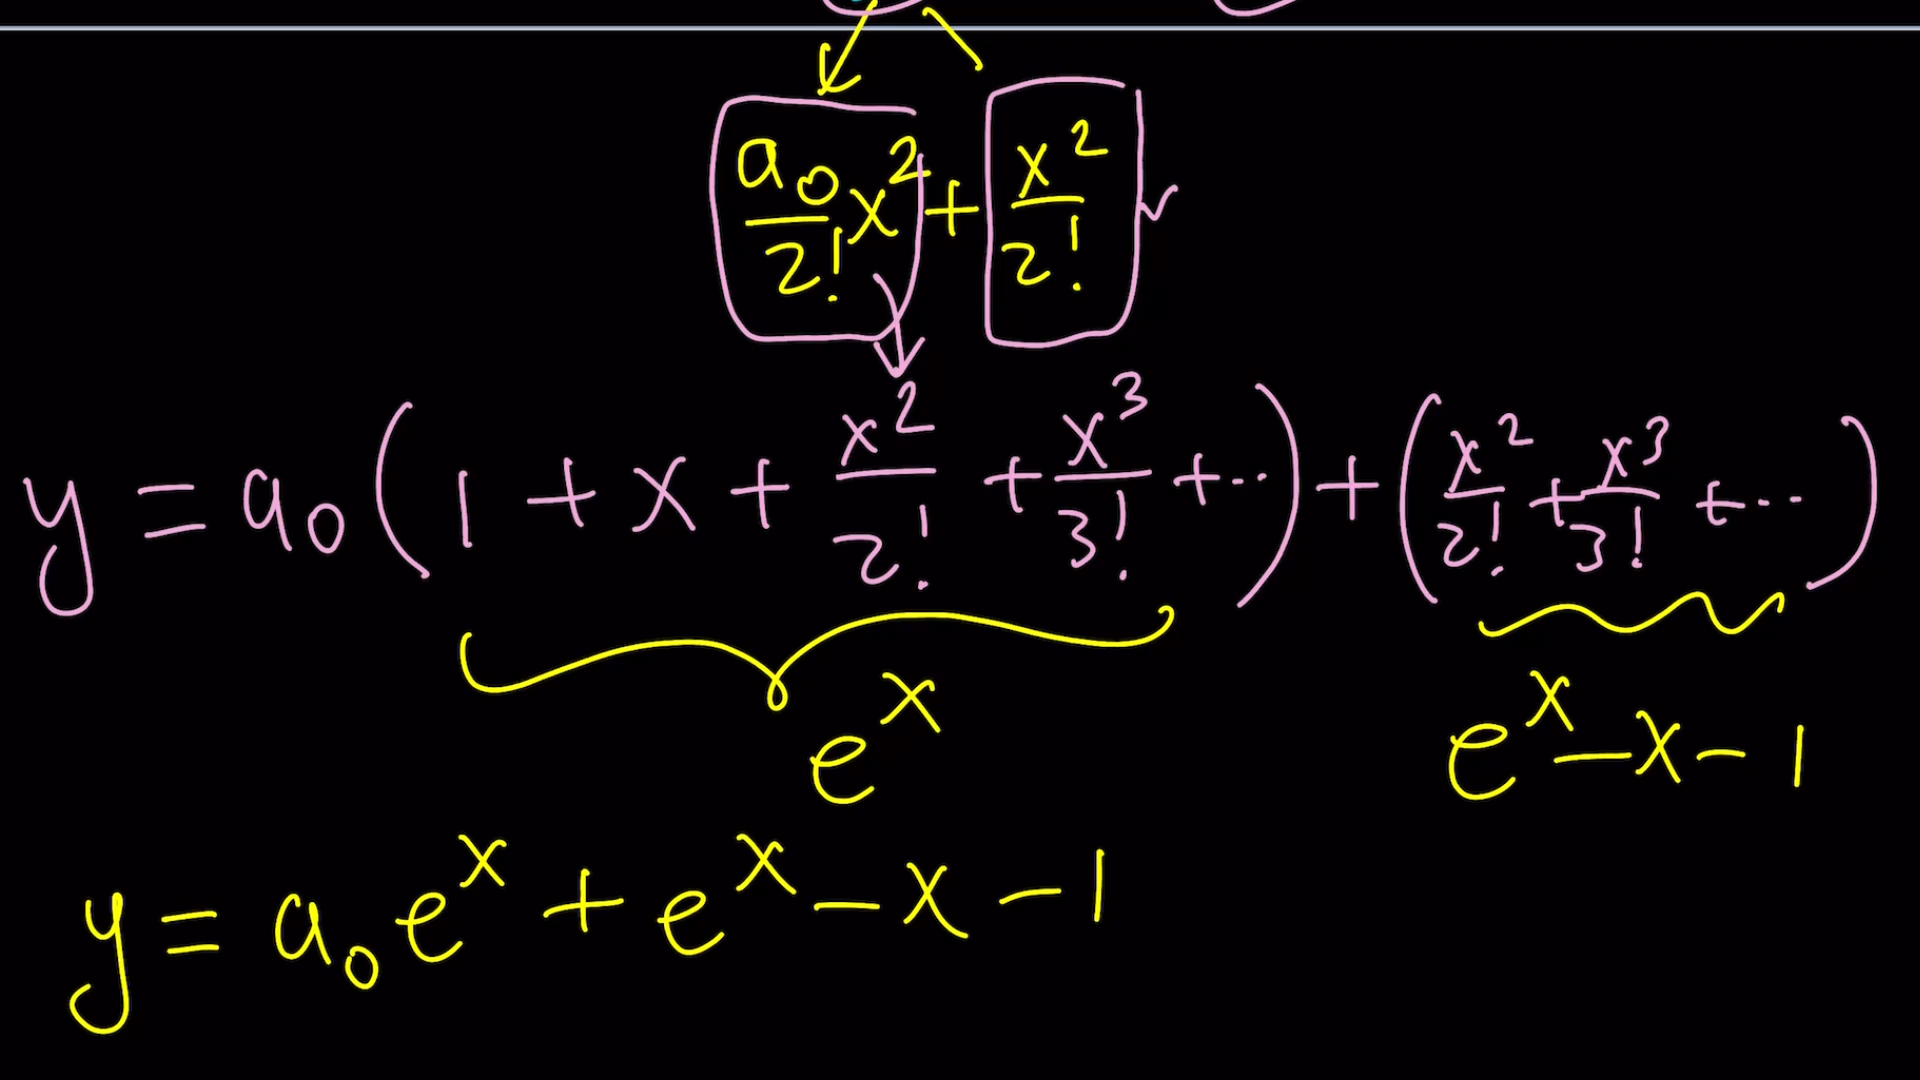 a₀/2! x² + x²/2!
y = a₀(1 + x + x²/2! + x³/3! + ··) + (x²/2! + x³/3! + ··)
eˣ eˣ - x - 1
y = a₀eˣ + eˣ - x - 1